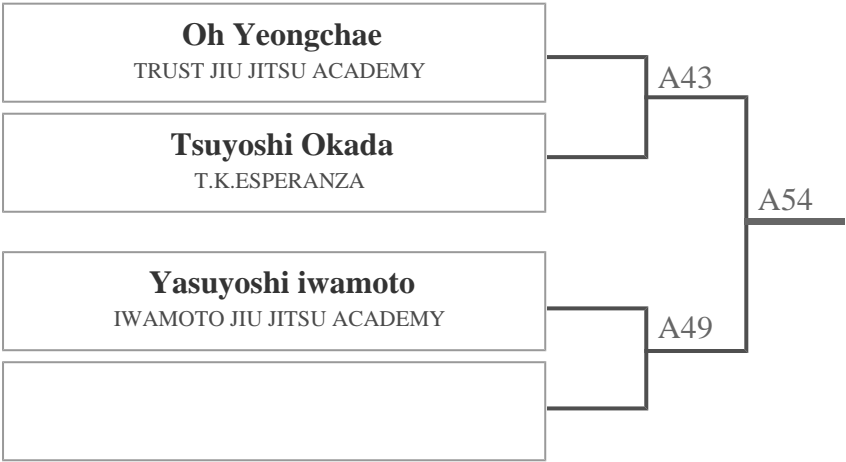 Oh Yeongchae
TRUST JIU JITSU ACADEMY
A43
Tsuyoshi Okada
T.K.ESPERANZA
A54
Yasuyoshi iwamoto
IWAMOTO JIU JITSU ACADEMY
A49